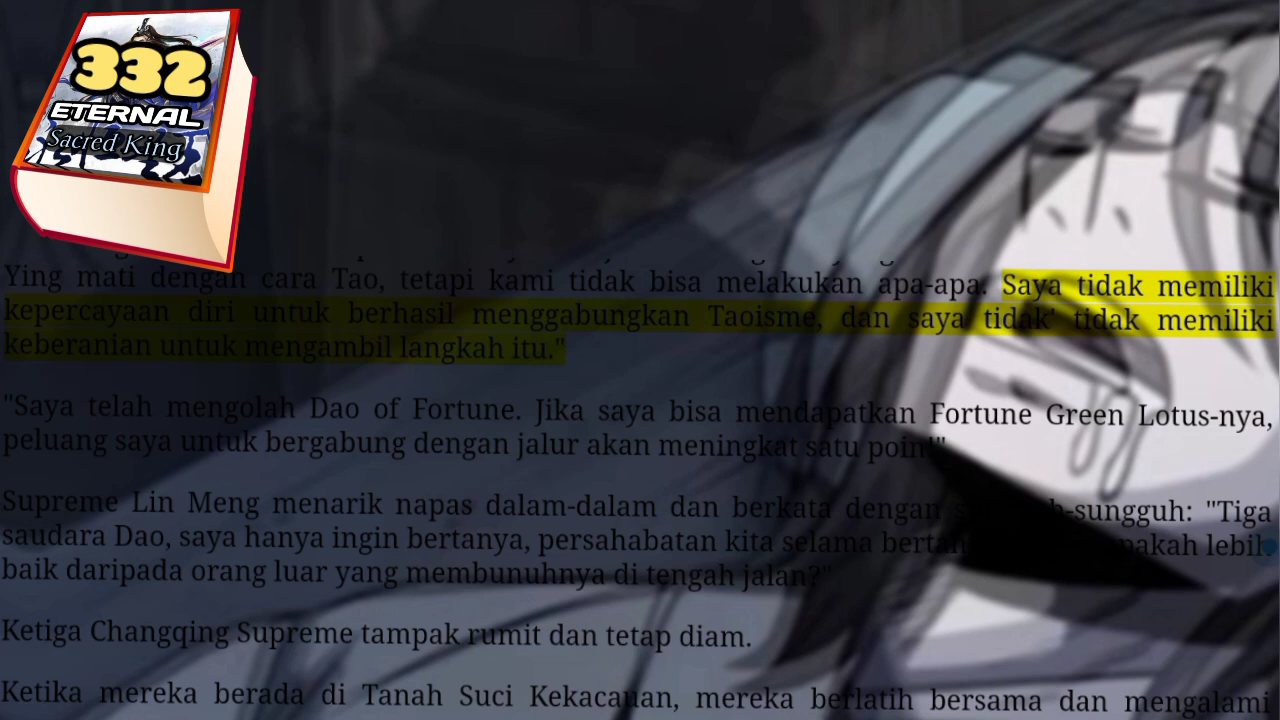 332
ETERNAL
Sacred King
Ying mati dengan cara Tao, tetapi kami tidak bisa melakukan apa-apa. Saya tidak memiliki
kepercayaan diri untuk berhasil menggabungkan Taoisme, dan saya tidak' tidak memiliki
keberanian untuk mengambil langkah itu."
"Saya telah mengolah Dao of Fortune. Jika saya bisa mendapatkan Fortune Green Lotus-nya,
peluang saya untuk bergabung dengan jalur akan meningkat satu poin!"
Supreme Lin Meng menarik napas dalam-dalam dan berkata dengan sungguh-sungguh: "Tiga
saudara Dao, saya hanya ingin bertanya, persahabatan kita selama lebih
baik daripada orang luar yang membunuhnya di tengah jalan?"
Ketiga Changqing Supreme tampak rumit dan tetap diam.
Ketika mereka berada di Tanah Suci Kekacauan, mereka berlatih bersama dan mengalami